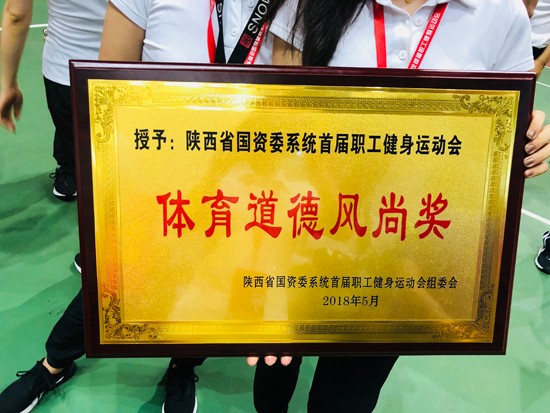 授予：陕西省国资委系统首届职工健身运动会
体育道德风尚奖
陕西省国资委系统首届职工健身运动会组委会
2018年5月